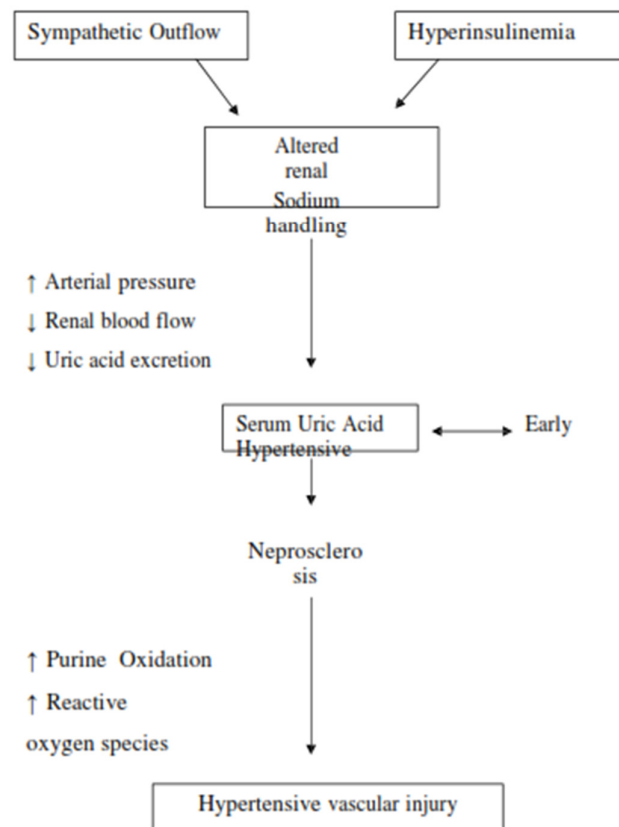 Sympathetic Outflow
Hyperinsulinemia
Altered
renal
Sodium
handling
↑ Arterial pressure
↓ Renal blood flow
↓ Uric acid excretion
Serum Uric Acid
Hypertensive
Early
Neprosclero
sis
↑ Purine Oxidation
↑ Reactive
oxygen species
Hypertensive vascular injury